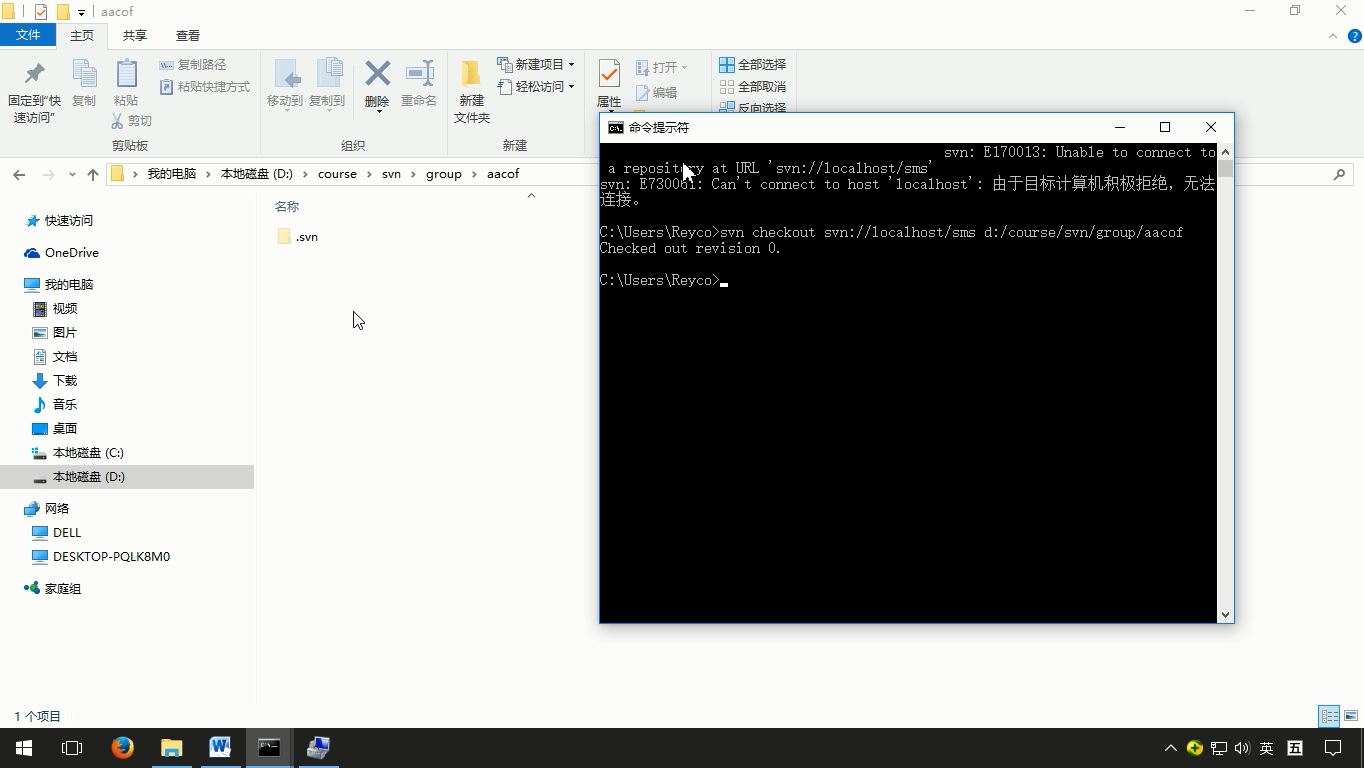 aacof
文件 主页 共享 查看
固定到"快
速访问"
复制
粘贴
复制路径
粘贴快捷方式
剪切
剪贴板
移动到 复制到
删除 重命名
组织
新建
文件夹
新建项目
轻松访问
新建
属性
打开
编辑
全部选择
全部取消
反向选择
我的电脑 本地磁盘 (D:) course svn group aacof
快速访问
OneDrive
我的电脑
视频
图片
文档
下载
音乐
桌面
本地磁盘 (C:)
本地磁盘 (D:)
网络
DELL
DESKTOP-PQLK8M0
家庭组
名称
.svn
命令提示符
svn: E170013: Unable to connect to
a repository at URL 'svn://localhost/sms'
svn: E730061: Can't connect to host 'localhost': 由于目标计算机积极拒绝，无法
连接。
C:\Users\Reyco>svn checkout svn://localhost/sms d:/course/svn/group/aacof
Checked out revision 0.
C:\Users\Reyco>
1 个项目
英 五